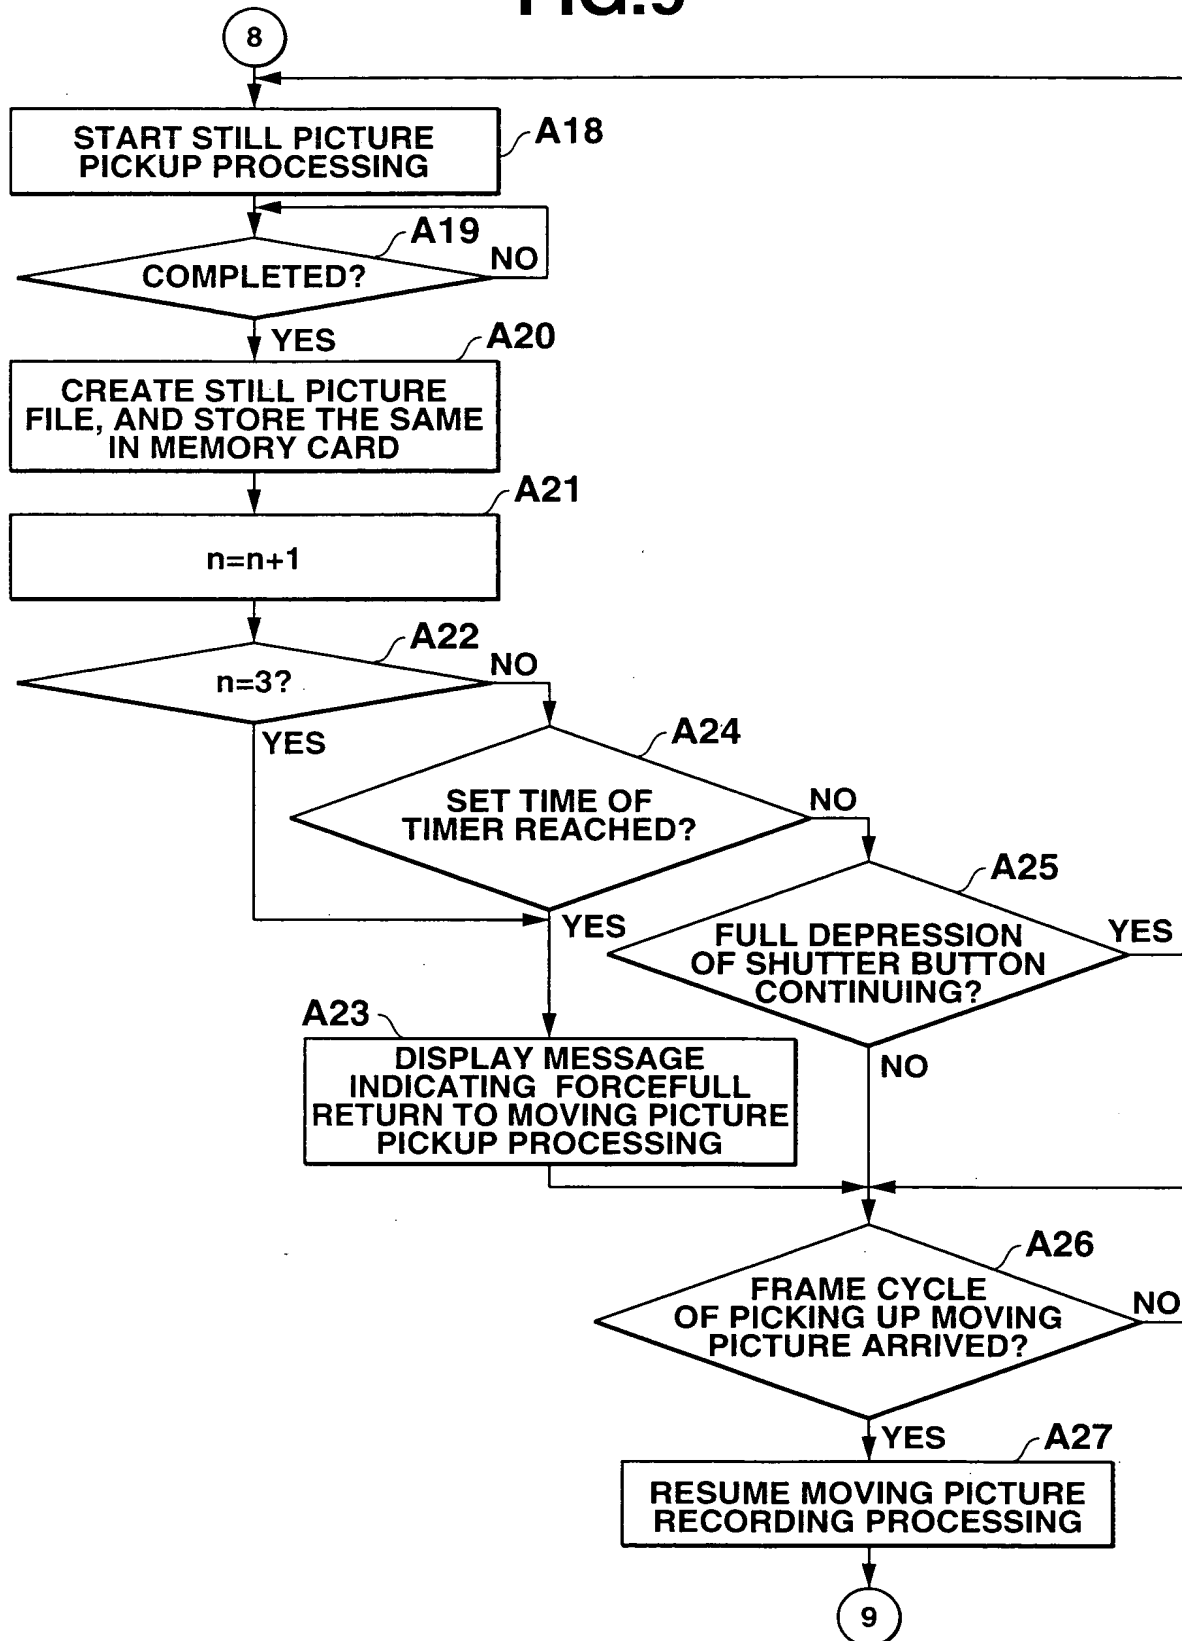 FIG.9
8
START STILL PICTURE
PICKUP PROCESSING
A18
A19
COMPLETED?
NO
YES
A20
CREATE STILL PICTURE
FILE, AND STORE THE SAME
IN MEMORY CARD
A21
n=n+1
A22
n=3?
NO
YES
A24
SET TIME OF
TIMER REACHED?
NO
YES
A25
FULL DEPRESSION
OF SHUTTER BUTTON
CONTINUING?
YES
NO
A23
DISPLAY MESSAGE
INDICATING FORCEFULL
RETURN TO MOVING PICTURE
PICKUP PROCESSING
A26
FRAME CYCLE
OF PICKING UP MOVING
PICTURE ARRIVED?
NO
YES
A27
RESUME MOVING PICTURE
RECORDING PROCESSING
9